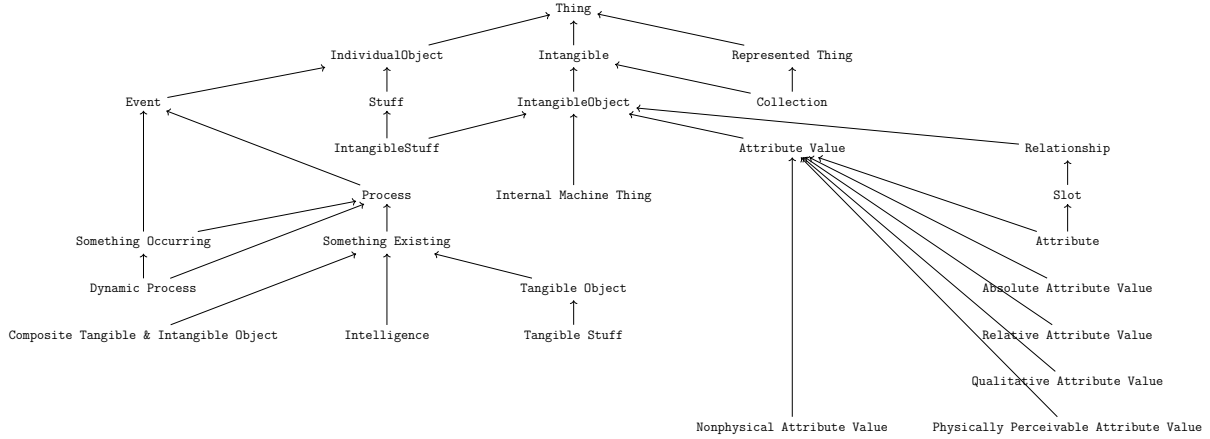 Thing
IndividualObject
Intangible
Represented Thing
Event
Stuff
IntangibleObject
Collection
IntangibleStuff
Attribute Value
Relationship
Process
Internal Machine Thing
Slot
Something Occurring
Something Existing
Attribute
Dynamic Process
Tangible Object
Absolute Attribute Value
Composite Tangible & Intangible Object
Intelligence
Tangible Stuff
Relative Attribute Value
Qualitative Attribute Value
Nonphysical Attribute Value
Physically Perceivable Attribute Value